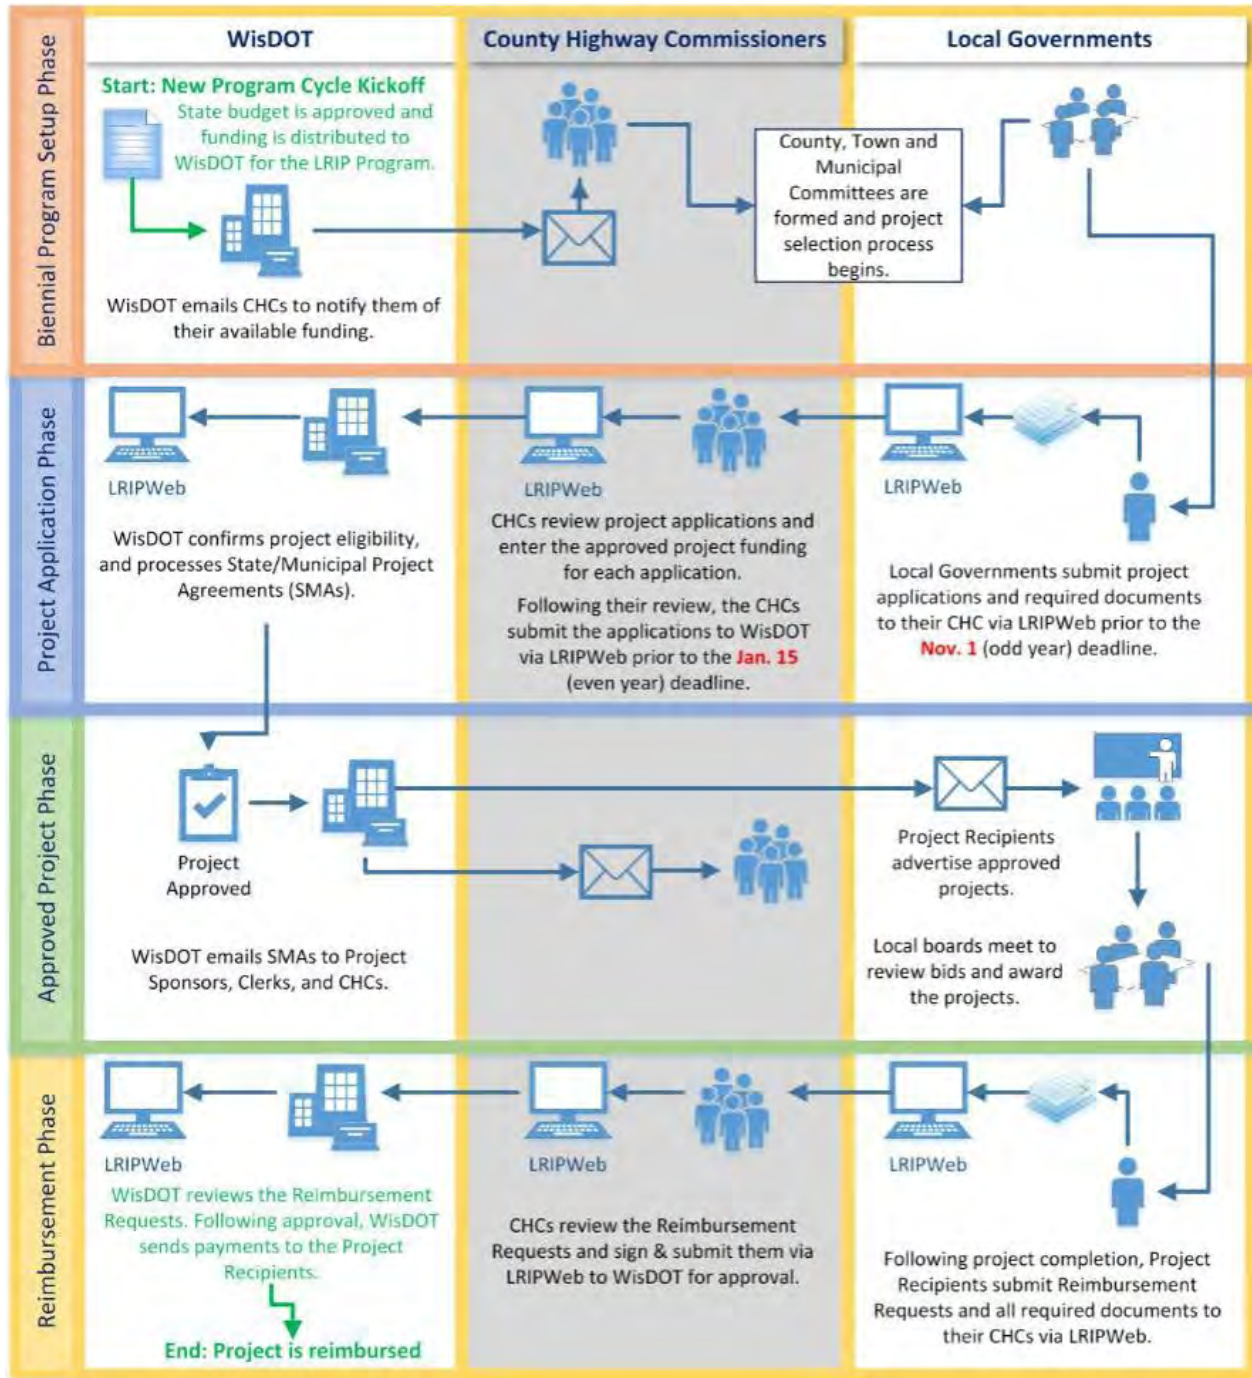 WisDOT
County Highway Commissioners
Local Governments
Biennial Program Setup Phase
Start: New Program Cycle Kickoff
State budget is approved and
funding is distributed to
WisDOT for the LRIP Program.
WisDOT emails CHCs to notify them of
their available funding.
County, Town and
Municipal
Committees are
formed and project
selection process
begins.
Project Application Phase
LRIPWeb
WisDOT confirms project eligibility,
and processes State/Municipal Project
Agreements (SMAs).
LRIPWeb
CHCs review project applications and
enter the approved project funding
for each application.
Following their review, the CHCs
submit the applications to WisDOT
via LRIPWeb prior to the Jan. 15
(even year) deadline.
LRIPWeb
Local Governments submit project
applications and required documents
to their CHC via LRIPWeb prior to the
Nov. 1 (odd year) deadline.
Approved Project Phase
Project
Approved
WisDOT emails SMAs to Project
Sponsors, Clerks, and CHCs.
Project Recipients
advertise approved
projects.
Local boards meet to
review bids and award
the projects.
Reimbursement Phase
LRIPWeb
WisDOT reviews the Reimbursement
Requests. Following approval, WisDOT
sends payments to the Project
Recipients.
End: Project is reimbursed
LRIPWeb
CHCs review the Reimbursement
Requests and sign & submit them via
LRIPWeb to WisDOT for approval.
LRIPWeb
Following project completion, Project
Recipients submit Reimbursement
Requests and all required documents to
their CHCs via LRIPWeb.